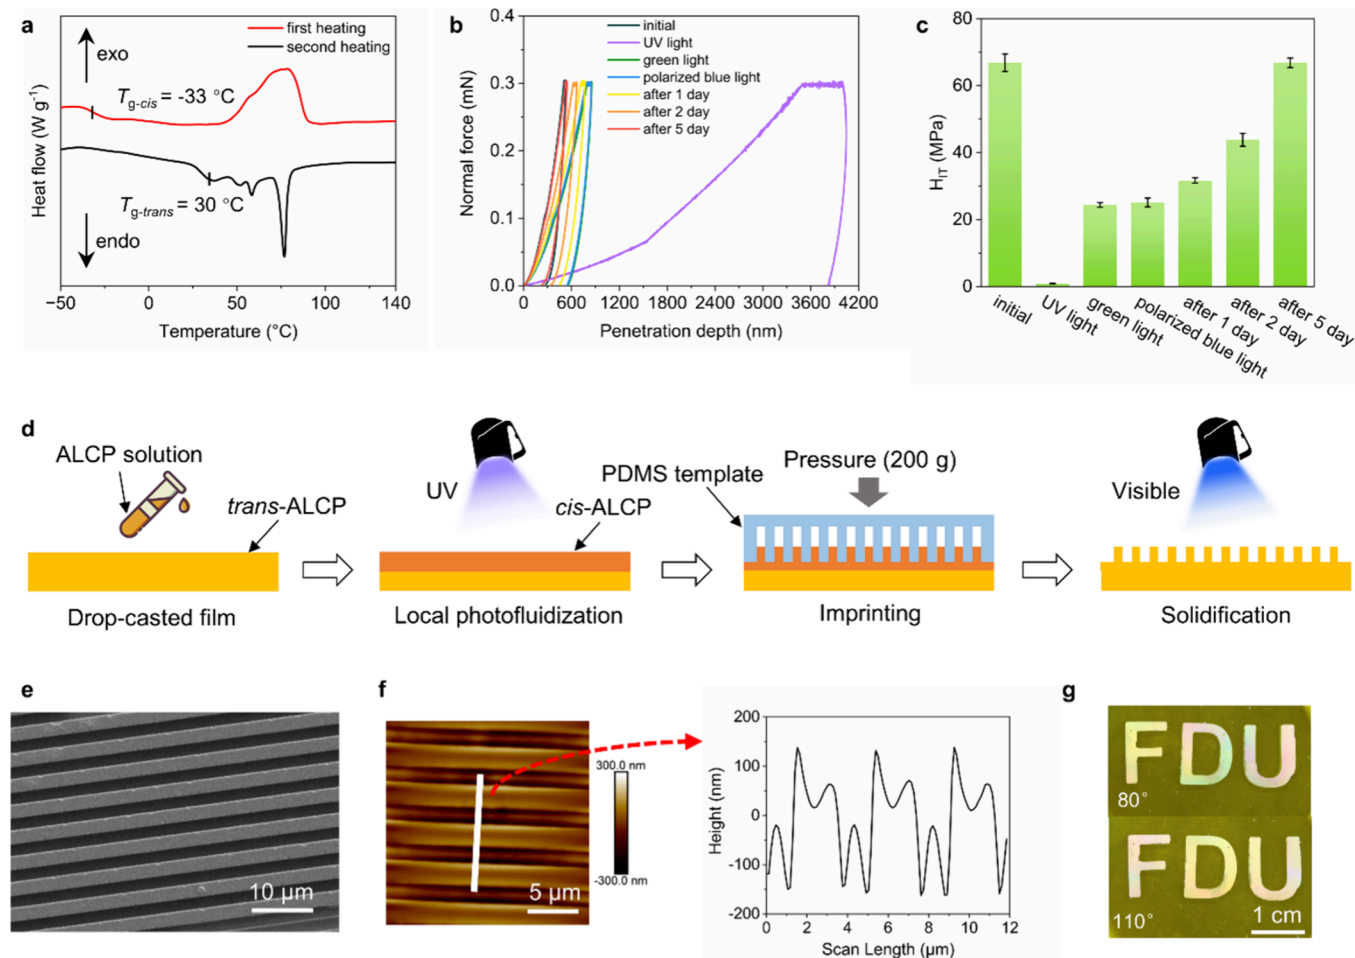 a
exo
first heating
second heating
Tg-cis = -33 °C
Tg-trans = 30 °C
endo
Heat flow (W g-1)
−50
0
50
100
140
Temperature (°C)
b
initial
UV light
green light
polarized blue light
after 1 day
after 2 day
after 5 day
Normal force (mN)
0.4
0.3
0.2
0.1
0.0
0
600
1200
1800
2400
3000
3600
4200
Penetration depth (nm)
c
HIT (MPa)
80
60
40
20
0
initial
UV light
green light
polarized blue light
after 1 day
after 2 day
after 5 day
d
ALCP solution
trans-ALCP
Drop-casted film
UV
cis-ALCP
Local photofluidization
PDMS template
Pressure (200 g)
Imprinting
Visible
Solidification
e
10 μm
f
300.0 nm
-300.0 nm
5 μm
Height (nm)
200
100
0
-100
-200
0
2
4
6
8
10
12
Scan Length (μm)
g
FDU
80°
FDU
110°
1 cm